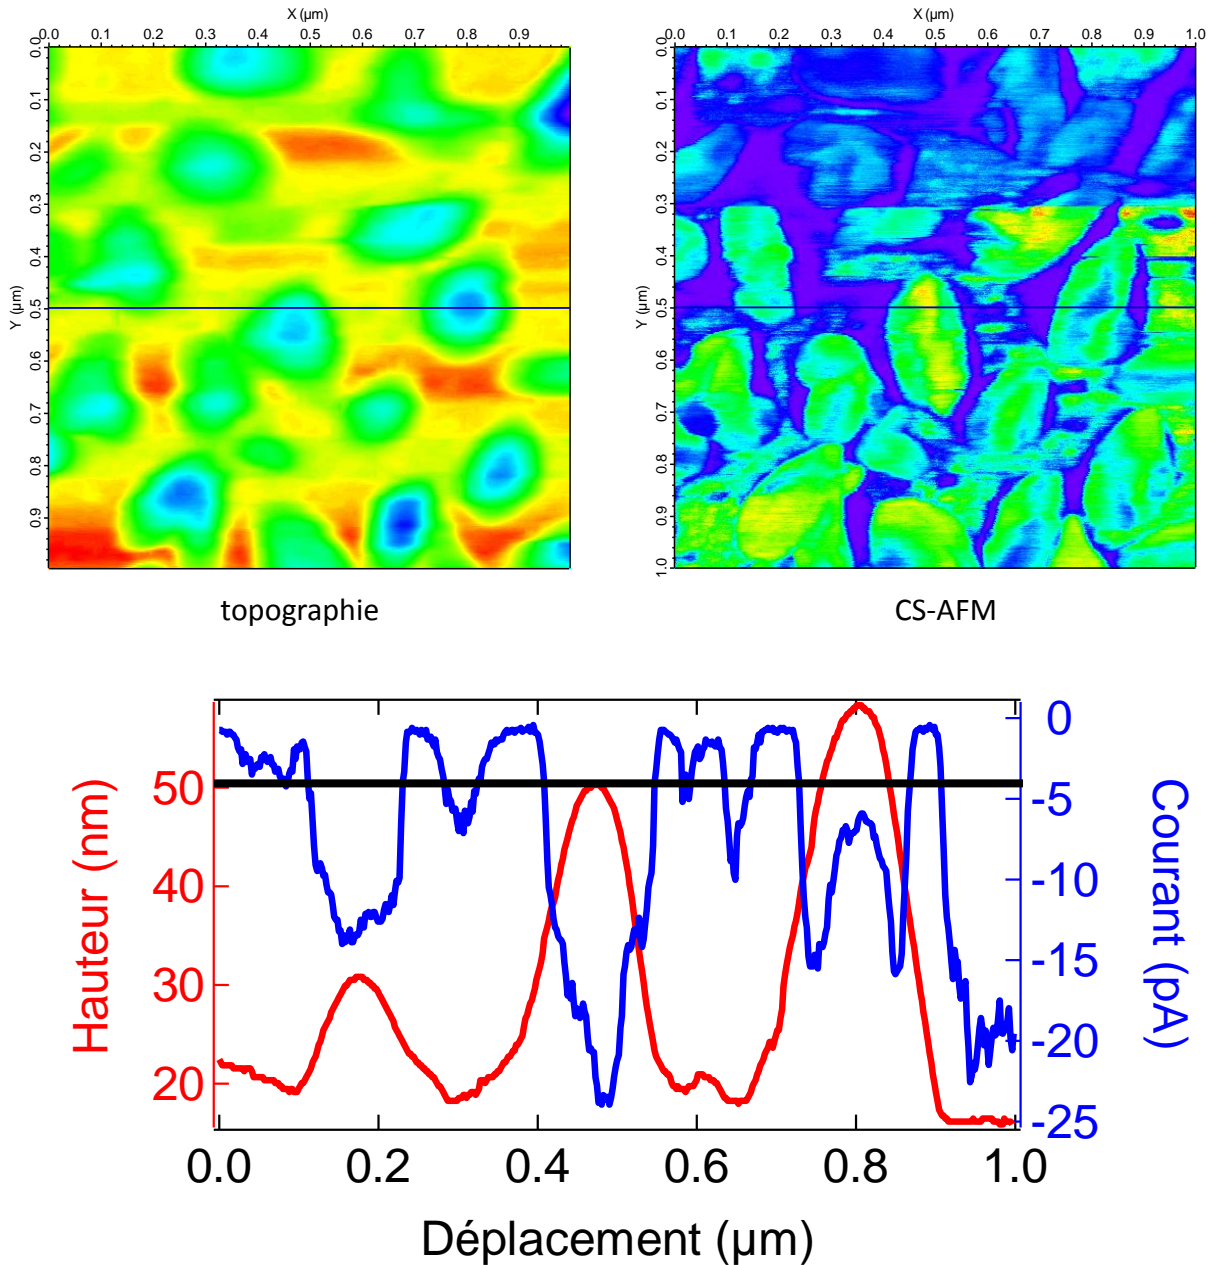 X (µm)
0.0 0.1 0.2 0.3 0.4 0.5 0.6 0.7 0.8 0.9
Y (µm)
0.0 0.1 0.2 0.3 0.4 0.5 0.6 0.7 0.8 0.9
X (µm)
0.0 0.1 0.2 0.3 0.4 0.5 0.6 0.7 0.8 0.9 1.0
Y (µm)
0.0 0.1 0.2 0.3 0.4 0.5 0.6 0.7 0.8 0.9 1.0
topographie
CS-AFM
Hauteur (nm)
50
40
30
20
0
-5
-10
-15
-20
-25
Courant (pA)
0.0 0.2 0.4 0.6 0.8 1.0
Déplacement (µm)